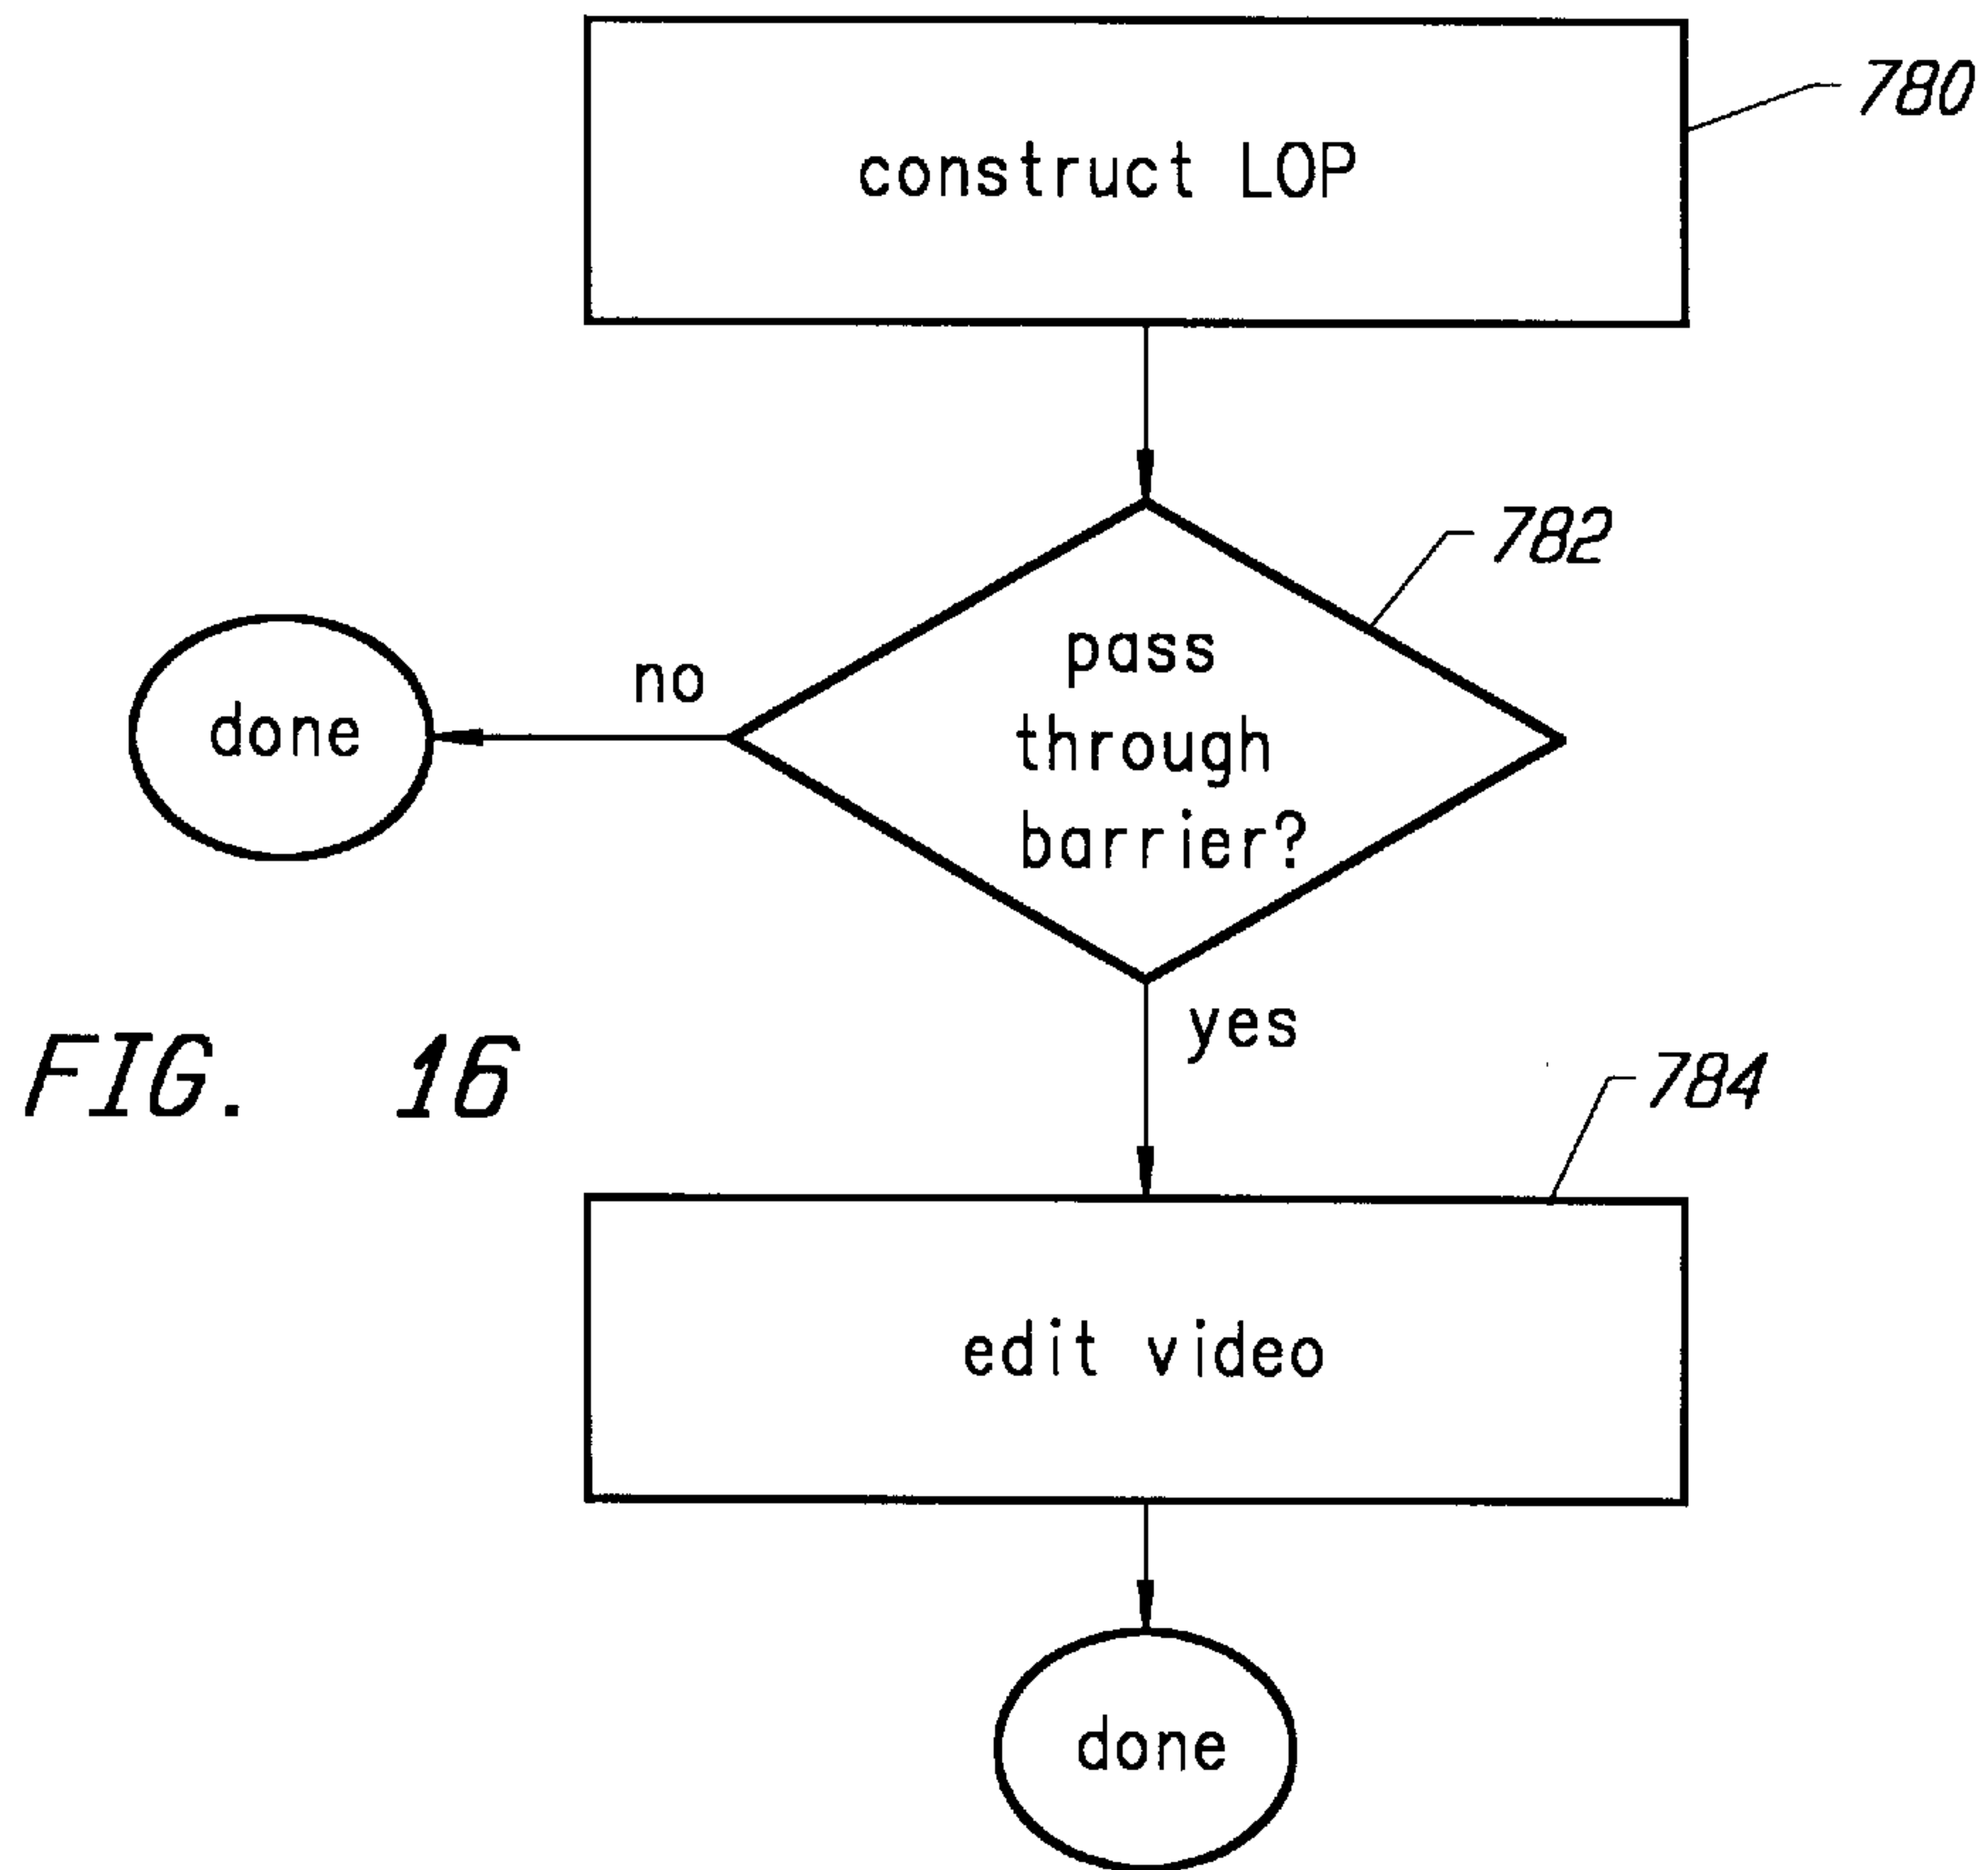 construct LOP
780
782
pass
through
barrier?
no
done
yes
FIG. 16
784
edit video
done